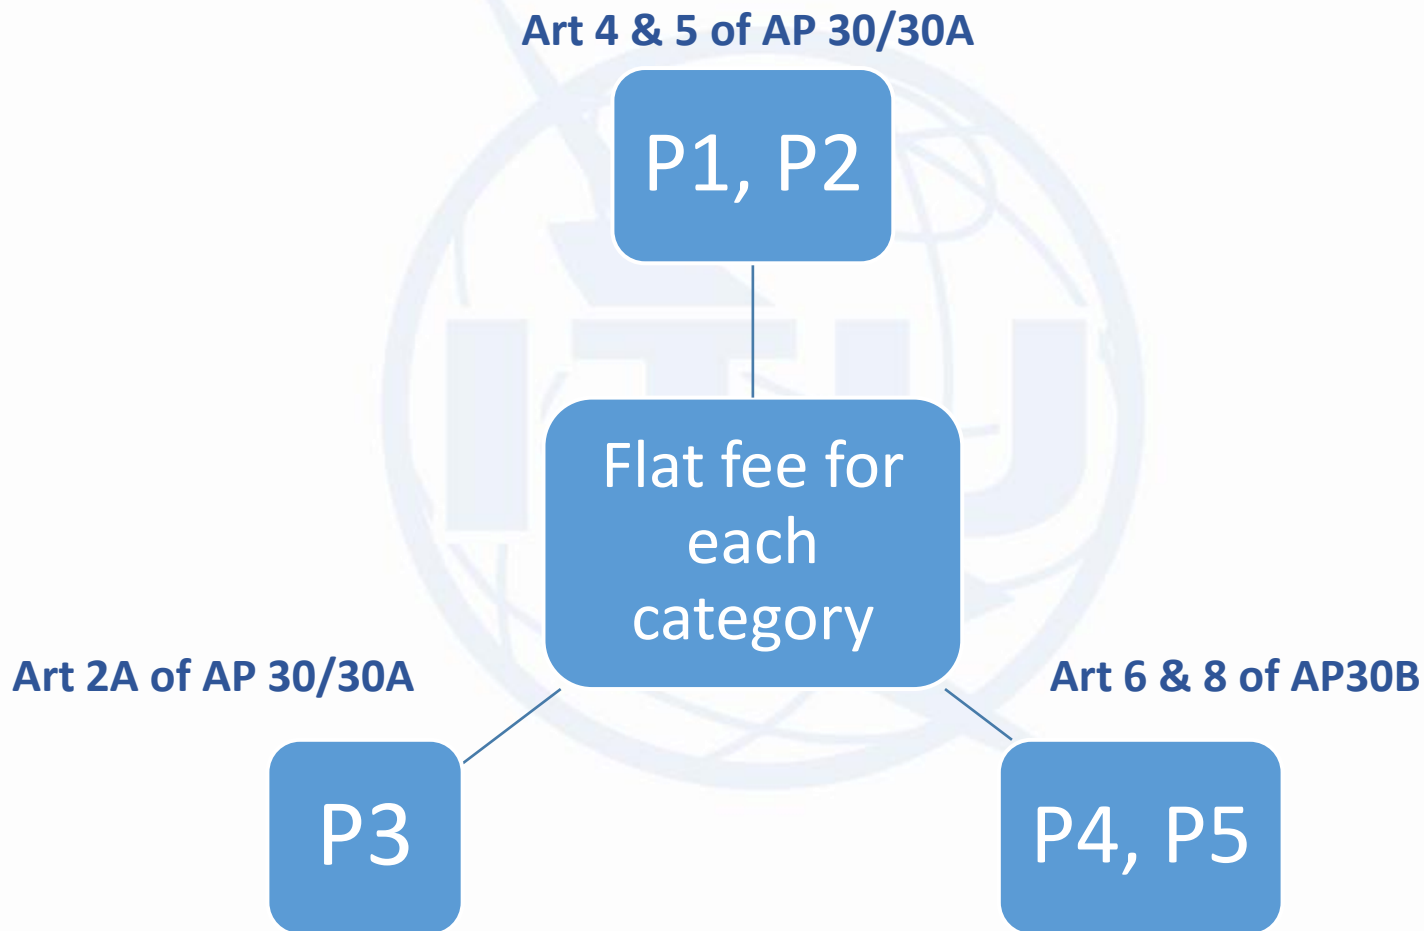 Art 4 & 5 of AP 30/30A
P1, P2
ITU
Flat fee for
each
category
Art 2A of AP 30/30A
Art 6 & 8 of AP30B
P3
P4, P5